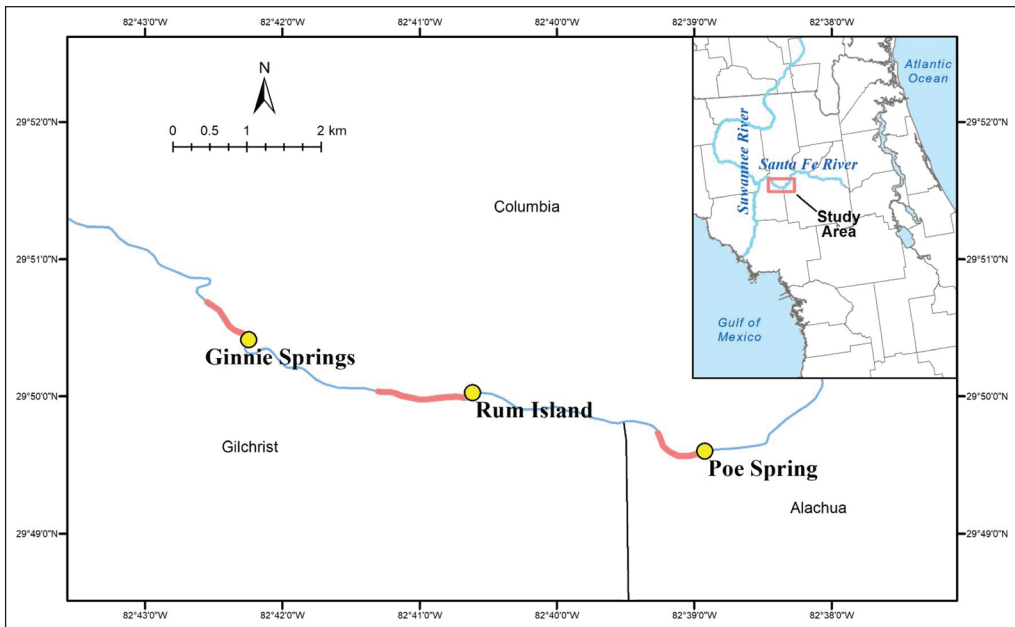 82°43'0"W 82°42'0"W 82°41'0"W 82°40'0"W 82°39'0"W 82°38'0"W
N
0 0.5 1 2 km
29°52'0"N
29°51'0"N
29°50'0"N
29°49'0"N
Columbia
Ginnie Springs
Rum Island
Poe Spring
Gilchrist
Alachua
Atlantic
Ocean
Suwannee River
Santa Fe River
Study
Area
Gulf of
Mexico
29°52'0"N
29°51'0"N
29°50'0"N
29°49'0"N
82°43'0"W 82°42'0"W 82°41'0"W 82°40'0"W 82°39'0"W 82°38'0"W